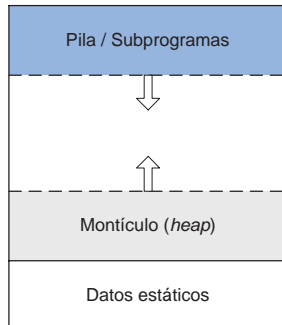 Pila / Subprogramas
Montículo (heap)
Datos estáticos